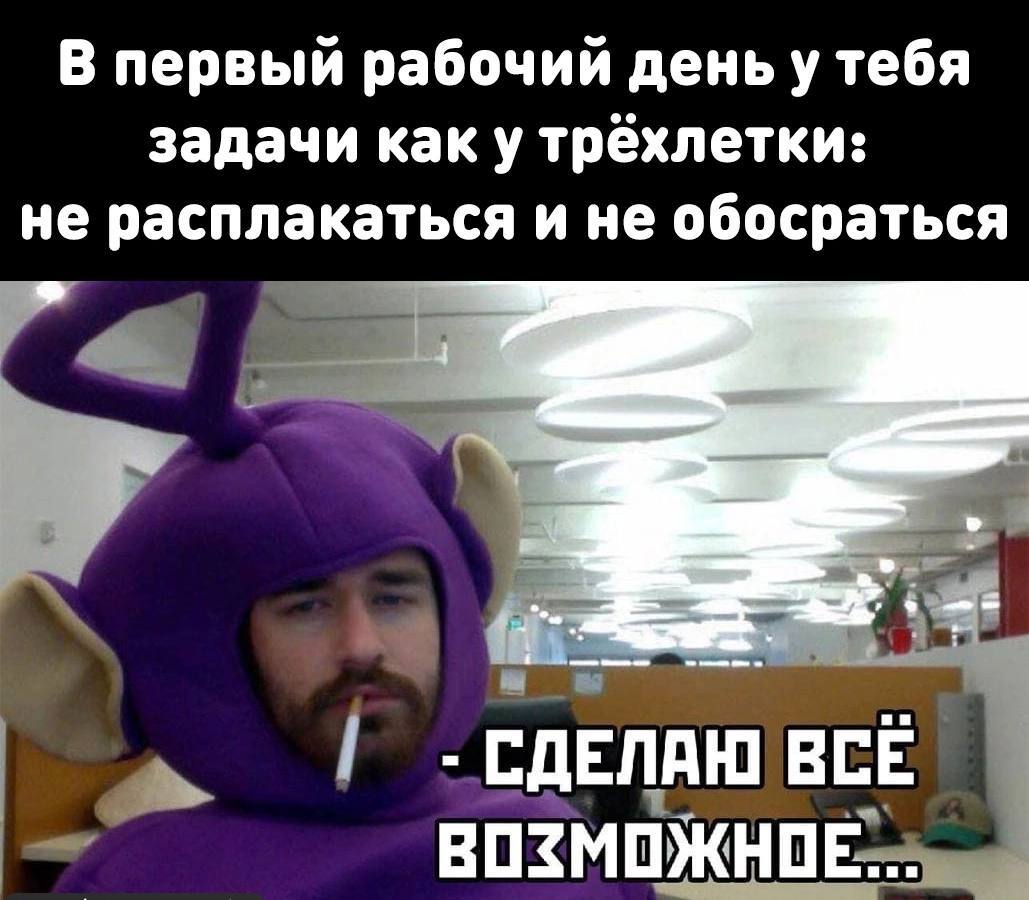 В первый рабочий день у тебя
задачи как у трёхлетки:
не расплакаться и не обосраться
- СДЕЛАЮ ВСЁ
ВОЗМОЖНОЕ...